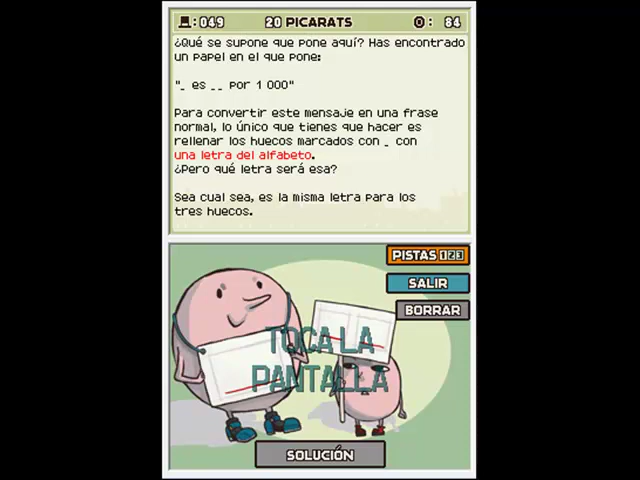 :049 20 PICARATS : 84
¿Qué se supone que pone aquí? Has encontrado
un papel en el que pone:
"_ es _ _ por 1 000"
Para convertir este mensaje en una frase
normal, lo único que tienes que hacer es
rellenar los huecos marcados con _ con
una letra del alfabeto.
¿Pero qué letra será esa?
Sea cual sea, es la misma letra para los
tres huecos.
PISTAS 1 2 3
SALIR
BORRAR
TOCA LA
PANTALLA
SOLUCIÓN